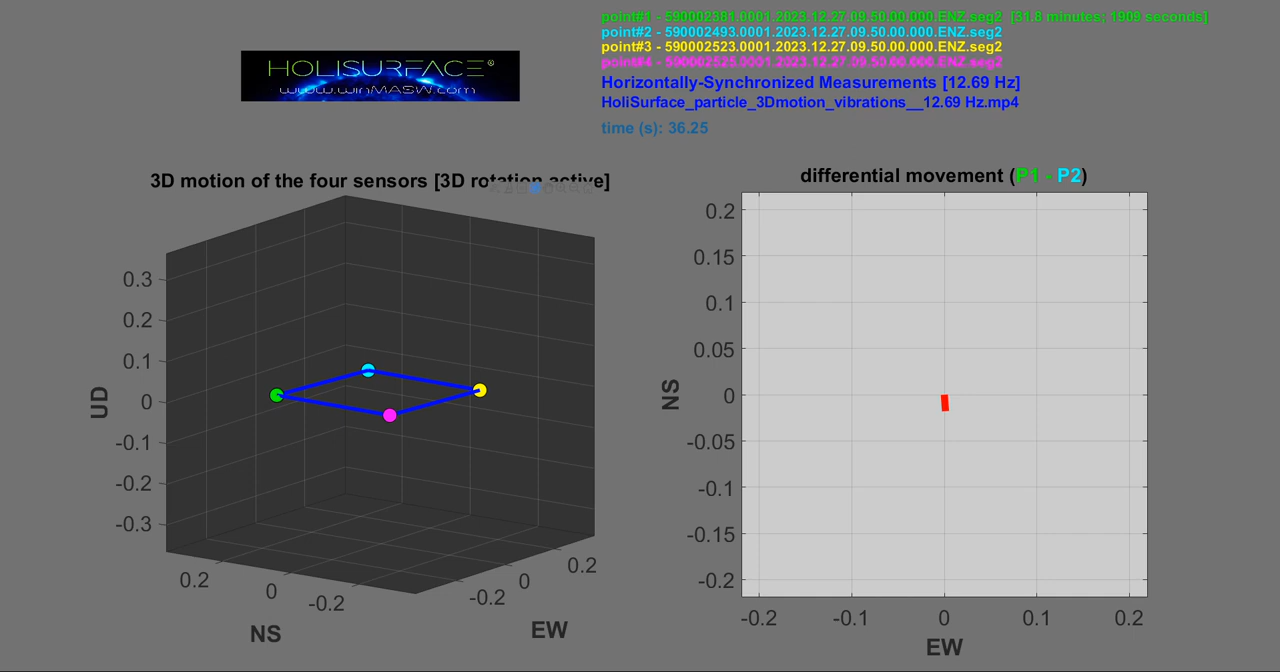 point#1 - 590002381.0001.2023.12.27.09.50.00.000.ENZ.seg2 [31.8 minutes; 1909 seconds]
point#2 - 590002493.0001.2023.12.27.09.50.00.000.ENZ.seg2
point#3 - 590002523.0001.2023.12.27.09.50.00.000.ENZ.seg2
point#4 - 590002525.0001.2023.12.27.09.50.00.000.ENZ.seg2
HOLISURFACE®
www.winMASW.com
Horizontally-Synchronized Measurements [12.69 Hz]
HoliSurface_particle_3Dmotion_vibrations__12.69 Hz.mp4
time (s): 36.25
3D motion of the four sensors [3D rotation active]
0.3
0.2
0.1
0
-0.1
-0.2
-0.3
UD
0.2
0
-0.2
NS
-0.2
0
0.2
EW
differential movement (P1 - P2)
0.2
0.15
0.1
0.05
0
-0.05
-0.1
-0.15
-0.2
NS
-0.2
-0.1
0
0.1
0.2
EW